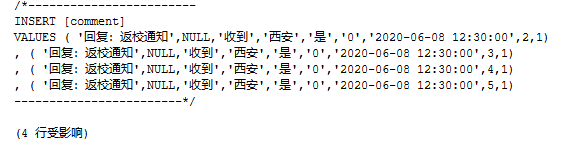 /*--------------------------
INSERT [comment]
VALUES ( '回复: 返校通知',NULL,'收到','西安','是','0','2020-06-08 12:30:00',2,1)
, ( '回复: 返校通知',NULL,'收到','西安','是','0','2020-06-08 12:30:00',3,1)
, ( '回复: 返校通知',NULL,'收到','西安','是','0','2020-06-08 12:30:00',4,1)
, ( '回复: 返校通知',NULL,'收到','西安','是','0','2020-06-08 12:30:00',5,1)
------------------------*/
(4 行受影响)